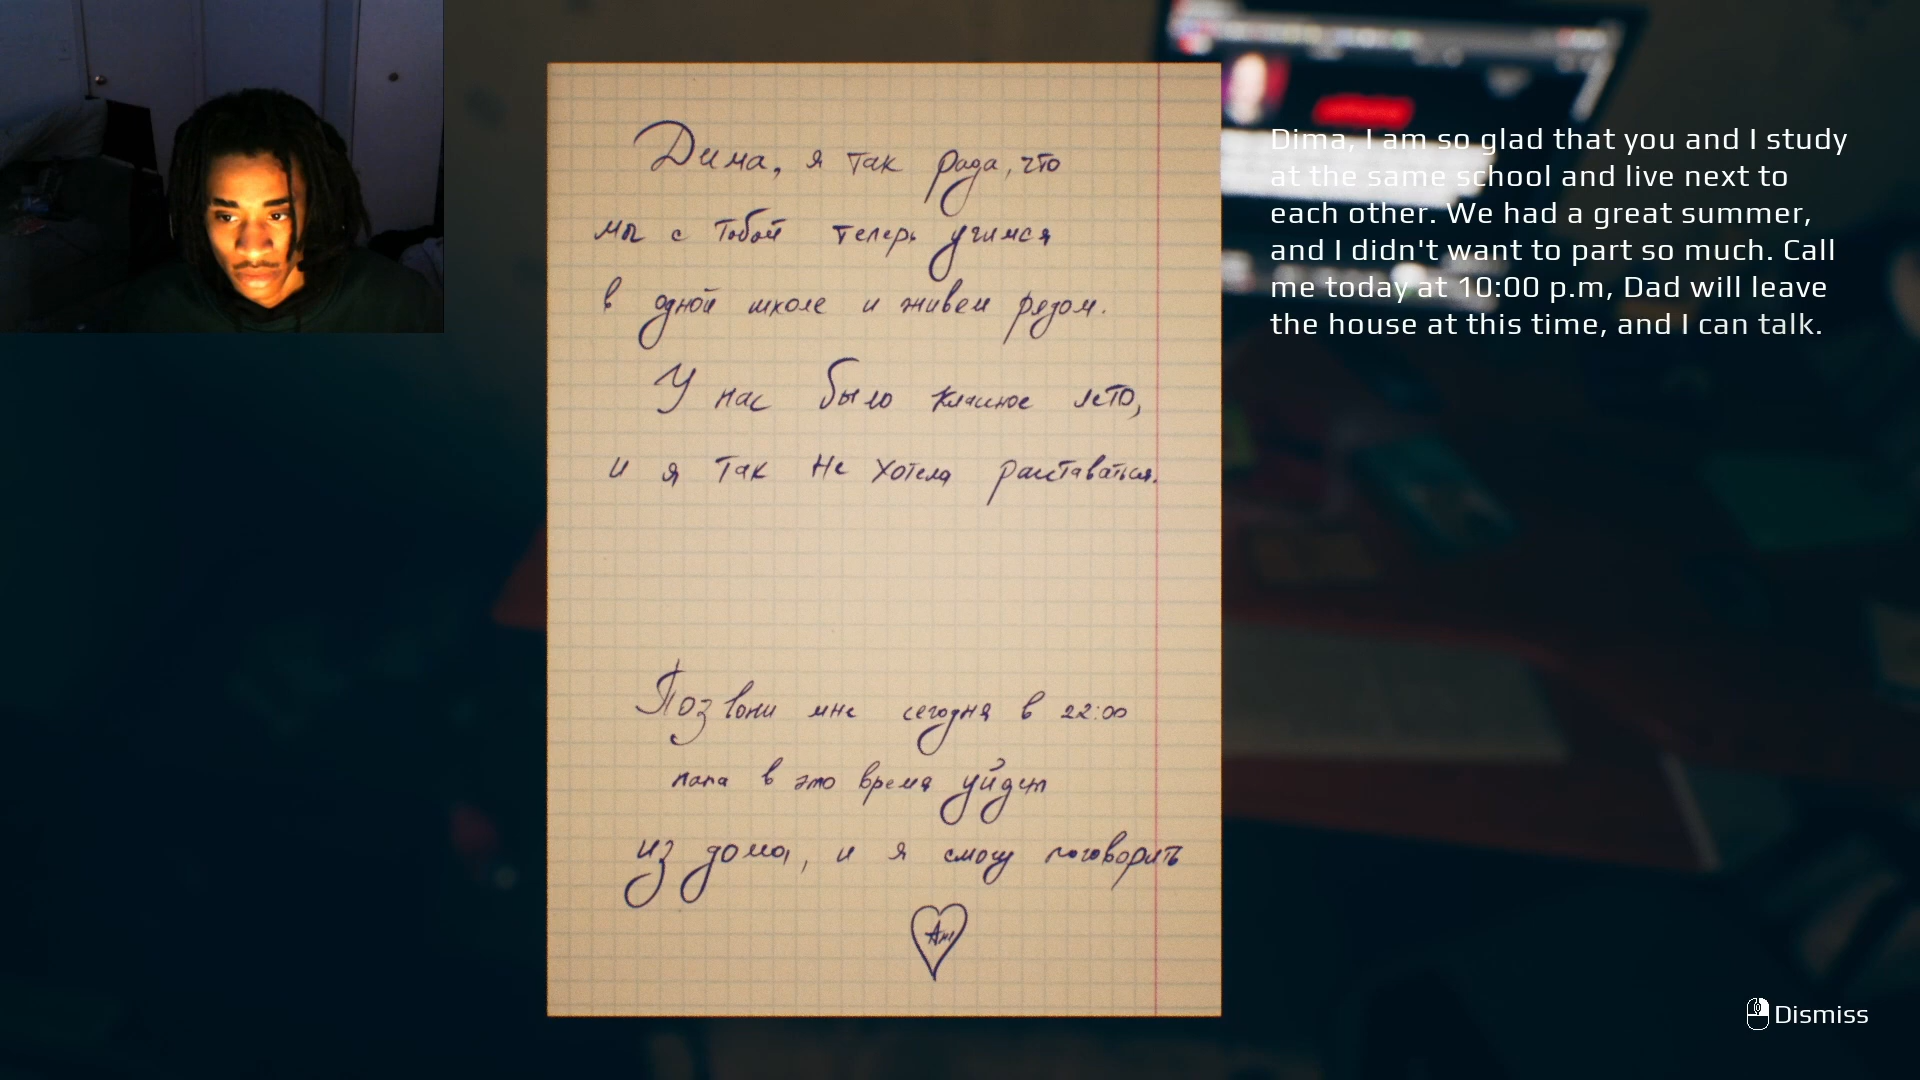 Дима, я так рада, что
мы с тобой теперь учимся
в одной школе и живем рядом.
У нас было классное лето,
и я так не хотела расставаться.
Позвони мне сегодня в 22:00
папа в это время уйдет
из дома, и я смогу поговорить
Аня
Dima, I am so glad that you and I study
at the same school and live next to
each other. We had a great summer,
and I didn't want to part so much. Call
me today at 10:00 p.m, Dad will leave
the house at this time, and I can talk.
Dismiss